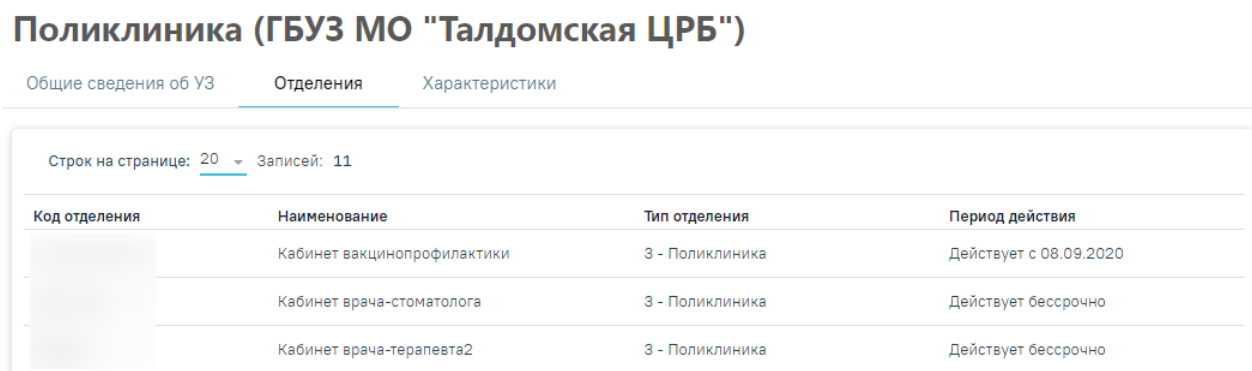 Поликлиника (ГБУЗ МО "Талдомская ЦРБ")
Общие сведения об УЗ Отделения Характеристики
Строк на странице: 20 Записей: 11
Код отделения Наименование Тип отделения Период действия
Кабинет вакцинопрофилактики 3 - Поликлиника Действует с 08.09.2020
Кабинет врача-стоматолога 3 - Поликлиника Действует бессрочно
Кабинет врача-терапевта2 3 - Поликлиника Действует бессрочно